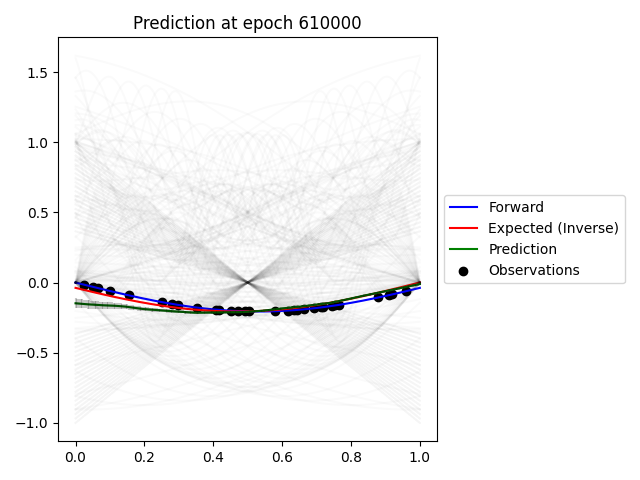 Prediction at epoch 610000
1.5
1.0
0.5
0.0
−0.5
−1.0
0.0 0.2 0.4 0.6 0.8 1.0
Forward
Expected (Inverse)
Prediction
Observations